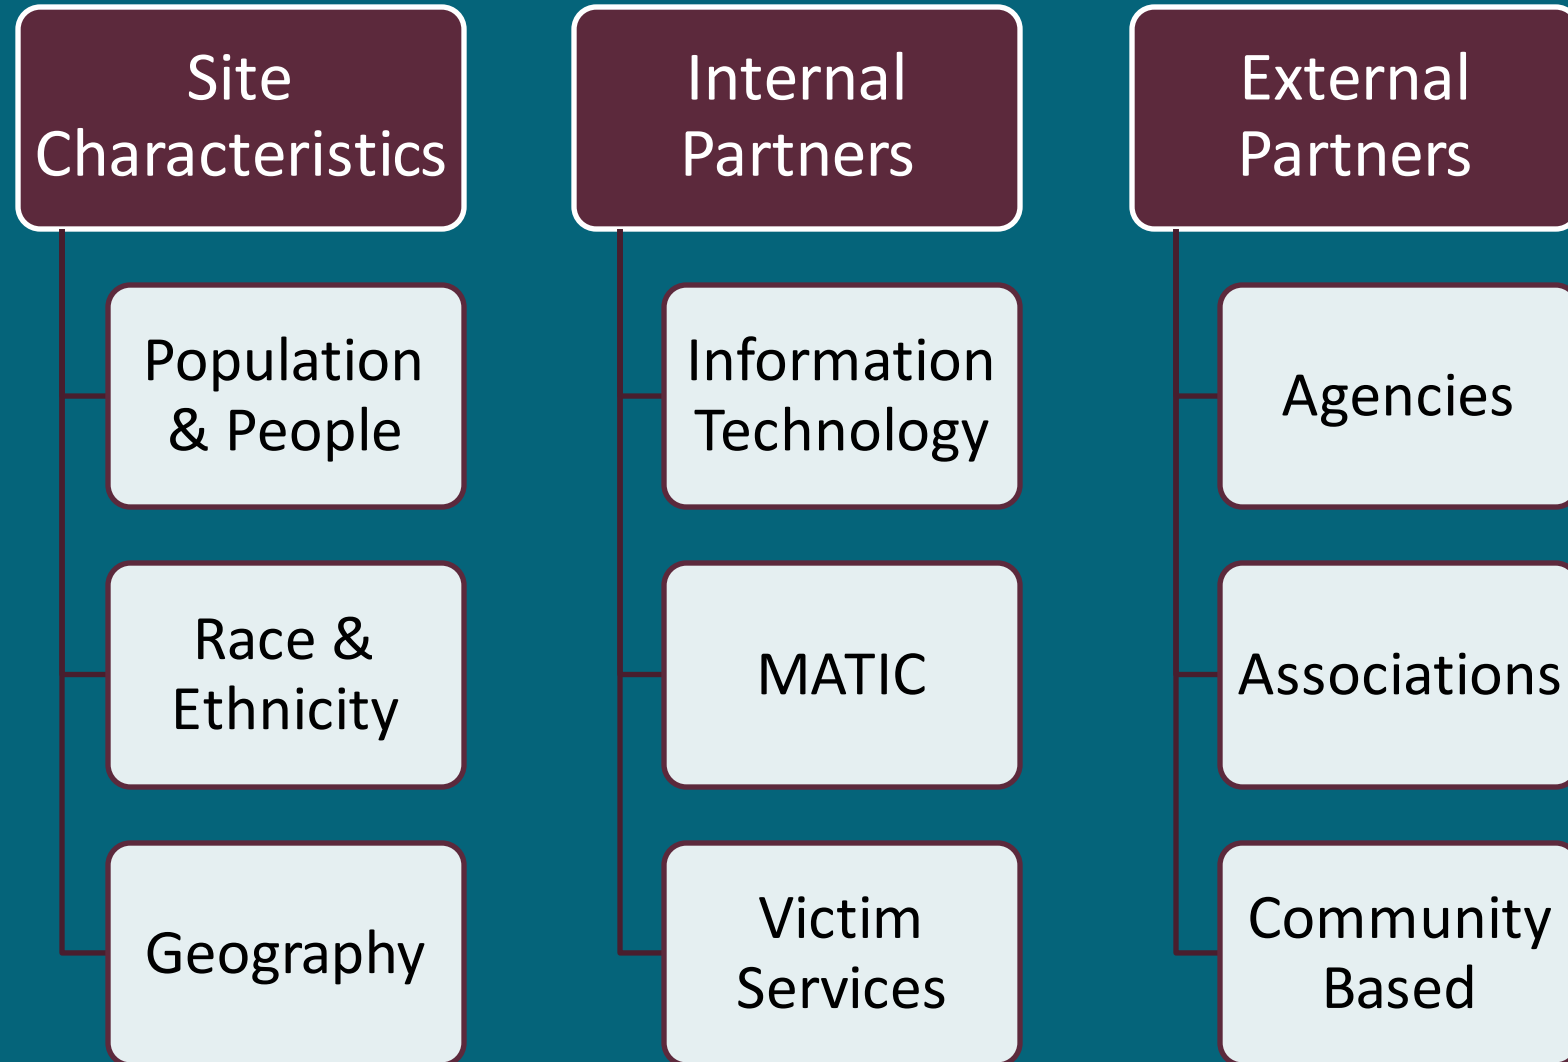 Site
Characteristics
Population
& People
Race &
Ethnicity
Geography
Internal
Partners
Information
Technology
MATIC
Victim
Services
External
Partners
Agencies
Associations
Community
Based